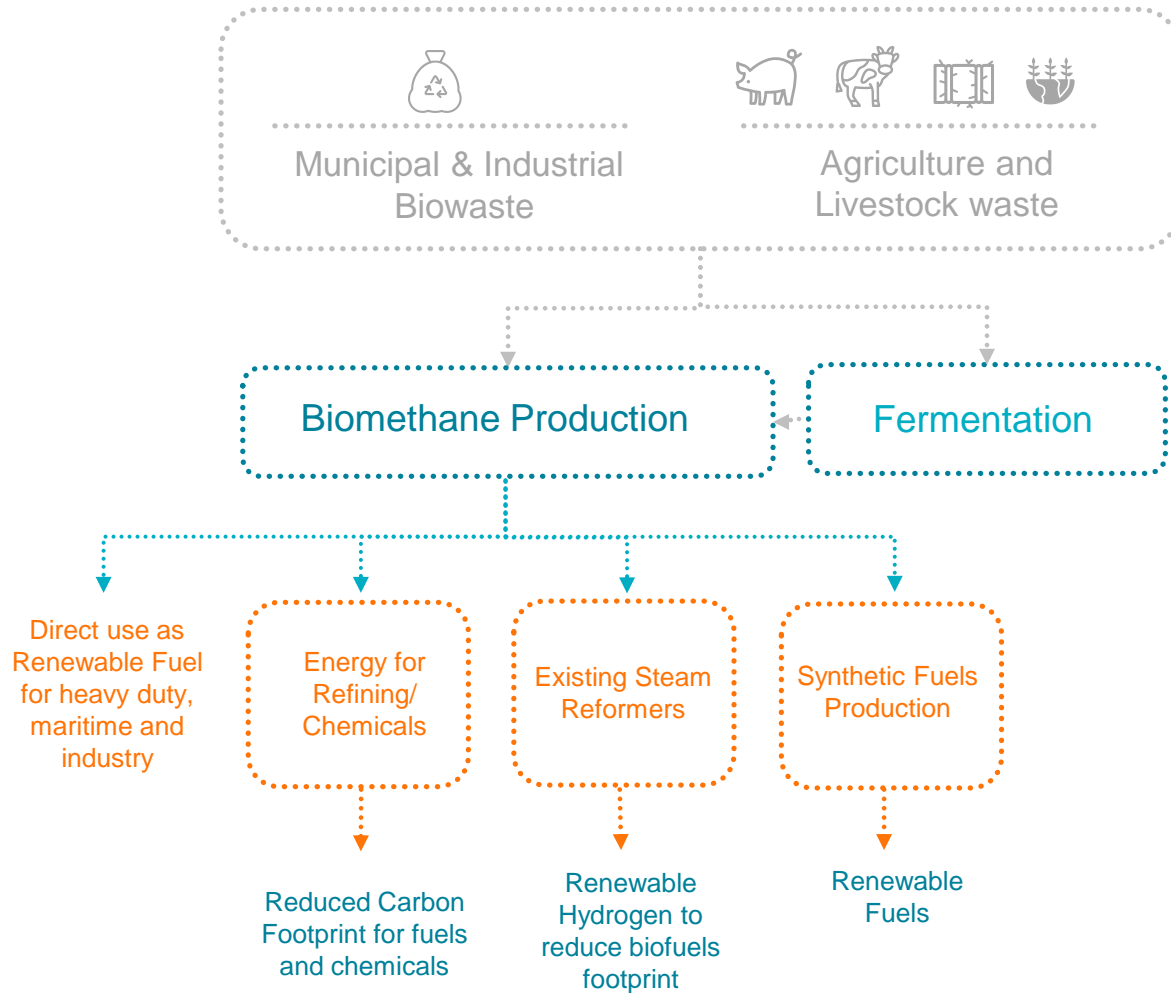 Municipal & Industrial
Biowaste
Agriculture and
Livestock waste
Biomethane Production
Fermentation
Direct use as
Renewable Fuel
for heavy duty,
maritime and
industry
Energy for
Refining/
Chemicals
Existing Steam
Reformers
Synthetic Fuels
Production
Reduced Carbon
Footprint for fuels
and chemicals
Renewable
Hydrogen to
reduce biofuels
footprint
Renewable
Fuels